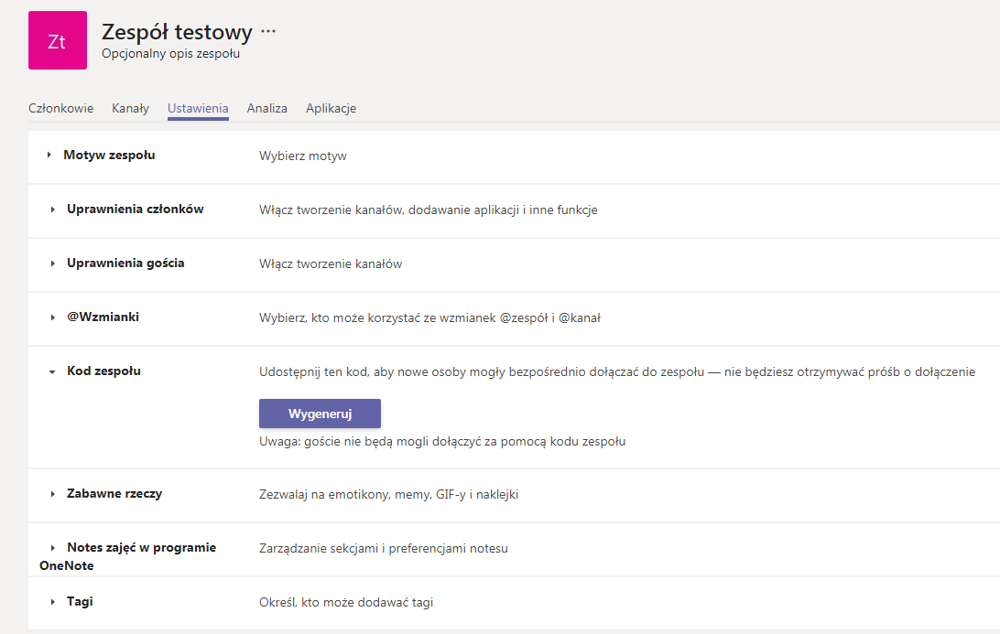 Zt
Zespół testowy ···
Opcjonalny opis zespołu
Członkowie Kanały Ustawienia Analiza Aplikacje
Motyw zespołu Wybierz motyw
Uprawnienia członków Włącz tworzenie kanałów, dodawanie aplikacji i inne funkcje
Uprawnienia gościa Włącz tworzenie kanałów
@Wzmianki Wybierz, kto może korzystać ze wzmianek @zespół i @kanał
Kod zespołu Udostępnij ten kod, aby nowe osoby mogły bezpośrednio dołączać do zespołu — nie będziesz otrzymywać próśb o dołączenie
Wygeneruj
Uwaga: goście nie będą mogli dołączyć za pomocą kodu zespołu
Zabawne rzeczy Zezwalaj na emotikony, memy, GIF-y i naklejki
Notes zajęć w programie Zarządzanie sekcjami i preferencjami notesu
OneNote
Tagi Określ, kto może dodawać tagi